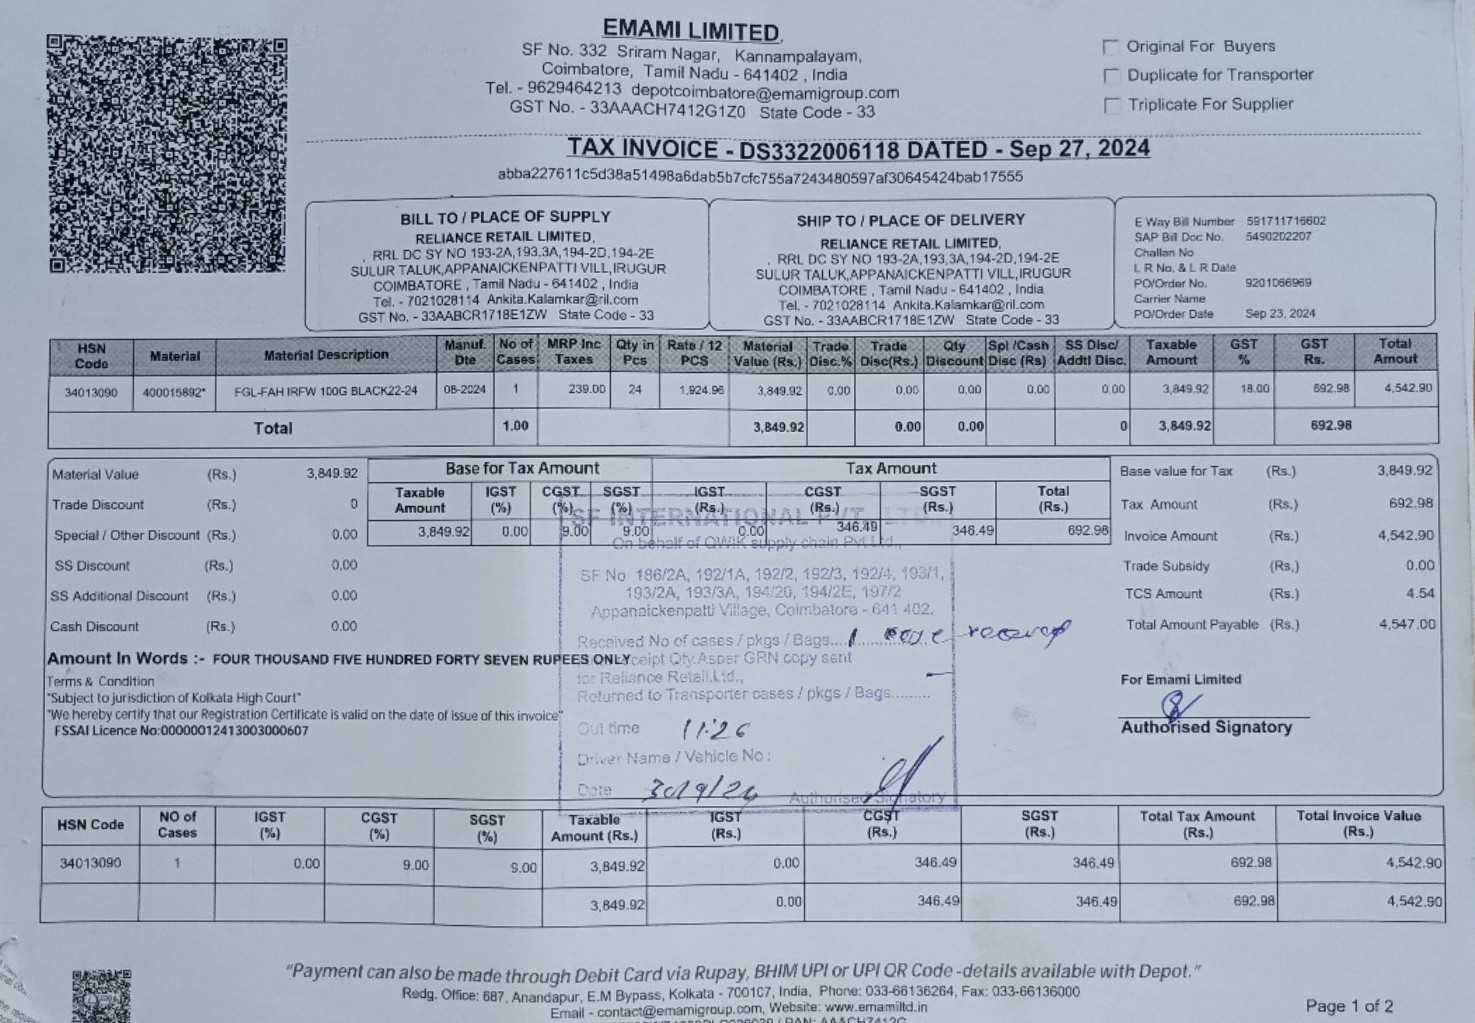 EMAMI LIMITED,
SF No. 332 Sriram Nagar, Kannampalayam,
Coimbatore, Tamil Nadu - 641402 , India
Tel. - 9629464213 depotcoimbatore@emamigroup.com
GST No. - 33AAACH7412G1Z0 State Code - 33
Original For Buyers
Duplicate for Transporter
Triplicate For Supplier
TAX INVOICE - DS3322006118 DATED - Sep 27, 2024
abba227611c5d38a51498a6dab5b7cfc755a7243480597af30645424bab17555
BILL TO / PLACE OF SUPPLY
RELIANCE RETAIL LIMITED,
, RRL DC SY NO 193-2A,193,3A,194-2D,194-2E
SULUR TALUK,APPANAICKENPATTI VILL,IRUGUR
COIMBATORE , Tamil Nadu - 641402 , India
Tel. - 7021028114 Ankita.Kalamkar@ril.com
GST No. - 33AABCR1718E1ZW State Code - 33
SHIP TO / PLACE OF DELIVERY
RELIANCE RETAIL LIMITED,
, RRL DC SY NO 193-2A,193,3A,194-2D,194-2E
SULUR TALUK,APPANAICKENPATTI VILL,IRUGUR
COIMBATORE , Tamil Nadu - 641402 , India
Tel. - 7021028114 Ankita.Kalamkar@ril.com
GST No. - 33AABCR1718E1ZW State Code - 33
E Way Bill Number 591711716602
SAP Bill Doc No. 5490202207
Challan No
L R No. & L R Date
PO/Order No. 9201066969
Carrier Name
PO/Order Date Sep 23, 2024
HSN Code Material Material Description Manuf. Dte No of Cases MRP Inc Taxes Qty in Pcs Rate / 12 PCS Material Value (Rs.) Trade Disc.% Trade Disc(Rs.) Qty Discount Spl /Cash Disc (Rs) SS Disc/ Addtl Disc. Taxable Amount GST % GST Rs. Total Amout
34013090 400015892* FGL-FAH IRFW 100G BLACK22-24 08-2024 1 239.00 24 1,924.96 3,849.92 0.00 0.00 0.00 0.00 0.00 3,849.92 18.00 692.98 4,542.90
Total 1.00 3,849.92 0.00 0.00 0 3,849.92 692.98
Material Value (Rs.) 3,849.92
Trade Discount (Rs.) 0
Special / Other Discount (Rs.) 0.00
SS Discount (Rs.) 0.00
SS Additional Discount (Rs.) 0.00
Cash Discount (Rs.) 0.00
Base for Tax Amount Tax Amount
Taxable Amount IGST (%) CGST (%) SGST (%) IGST (Rs.) CGST (Rs.) SGST (Rs.) Total (Rs.)
3,849.92 0.00 9.00 9.00 0.00 346.49 346.49 692.98
Base value for Tax (Rs.) 3,849.92
Tax Amount (Rs.) 692.98
Invoice Amount (Rs.) 4,542.90
Trade Subsidy (Rs.) 0.00
TCS Amount (Rs.) 4.54
Total Amount Payable (Rs.) 4,547.00
SF INTERNATIONAL PVT. LTD.
On behalf of QWIK supply chain Pvt Ltd.,
SF No 186/2A, 192/1A, 192/2, 192/3, 192/4, 193/1,
193/2A, 193/3A, 194/20, 194/2E, 197/2
Appanaickenpatti Village, Coimbatore - 641 402.
Received No of cases / pkgs / Bags.... 1 case received
Receipt Qty.Asper GRN copy sent
for Reliance Retail.Ltd.,
Returned to Transporter cases / pkgs / Bags.........
Out time 11:26
Driver Name / Vehicle No :
Date 30/9/24 Authorised Signatory
Amount In Words :- FOUR THOUSAND FIVE HUNDRED FORTY SEVEN RUPEES ONLY
Terms & Condition
"Subject to jurisdiction of Kolkata High Court"
"We hereby certify that our Registration Certificate is valid on the date of issue of this invoice"
FSSAI Licence No:00000012413003000607
For Emami Limited
Authorised Signatory
HSN Code NO of Cases IGST (%) CGST (%) SGST (%) Taxable Amount (Rs.) IGST (Rs.) CGST (Rs.) SGST (Rs.) Total Tax Amount (Rs.) Total Invoice Value (Rs.)
34013090 1 0.00 9.00 9.00 3,849.92 0.00 346.49 346.49 692.98 4,542.90
3,849.92 0.00 346.49 346.49 692.98 4,542.90
"Payment can also be made through Debit Card via Rupay, BHIM UPI or UPI QR Code -details available with Depot."
Redg. Office: 687, Anandapur, E.M Bypass, Kolkata - 700107, India, Phone: 033-66136264, Fax: 033-66136000
Email - contact@emamigroup.com, Website: www.emamiltd.in
Page 1 of 2